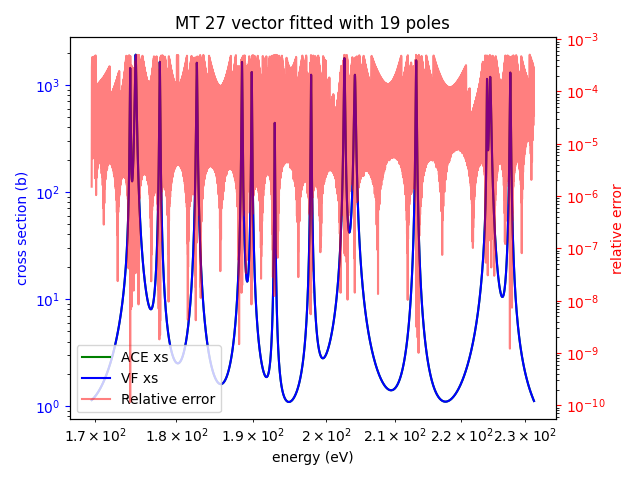 MT 27 vector fitted with 19 poles
10³
10²
10¹
10⁰
cross section (b)
10⁻³
10⁻⁴
10⁻⁵
10⁻⁶
10⁻⁷
10⁻⁸
10⁻⁹
10⁻¹⁰
relative error
ACE xs
VF xs
Relative error
1.7 × 10² 1.8 × 10² 1.9 × 10² 2 × 10² 2.1 × 10² 2.2 × 10² 2.3 × 10²
energy (eV)